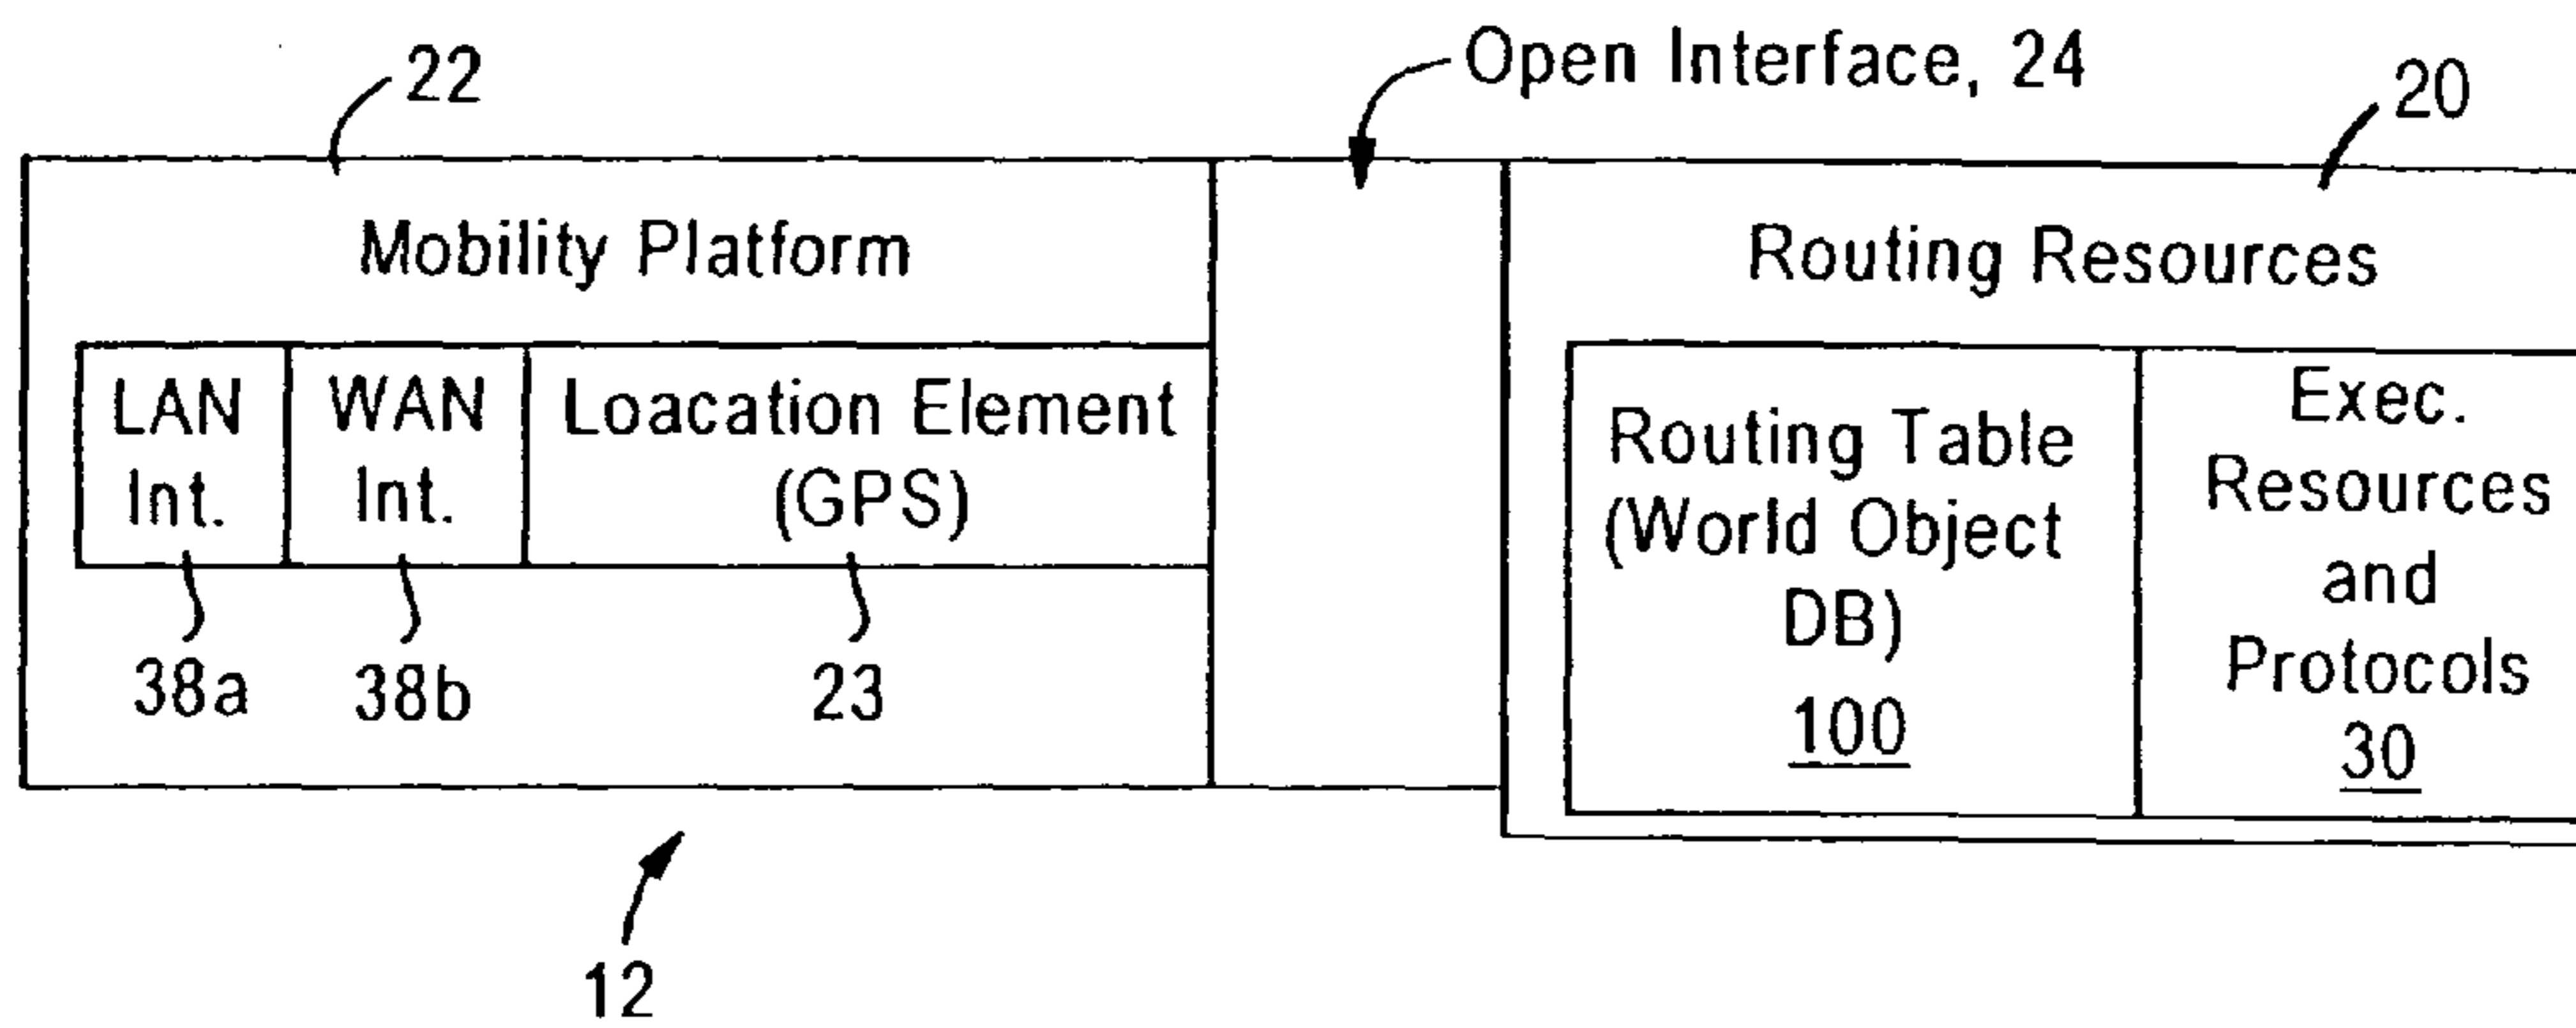 22
Open Interface, 24
20
Mobility Platform
Routing Resources
LAN
Int.
WAN
Int.
Loacation Element
(GPS)
Routing Table
(World Object
DB)
100
Exec.
Resources
and
Protocols
30
38a
38b
23
12